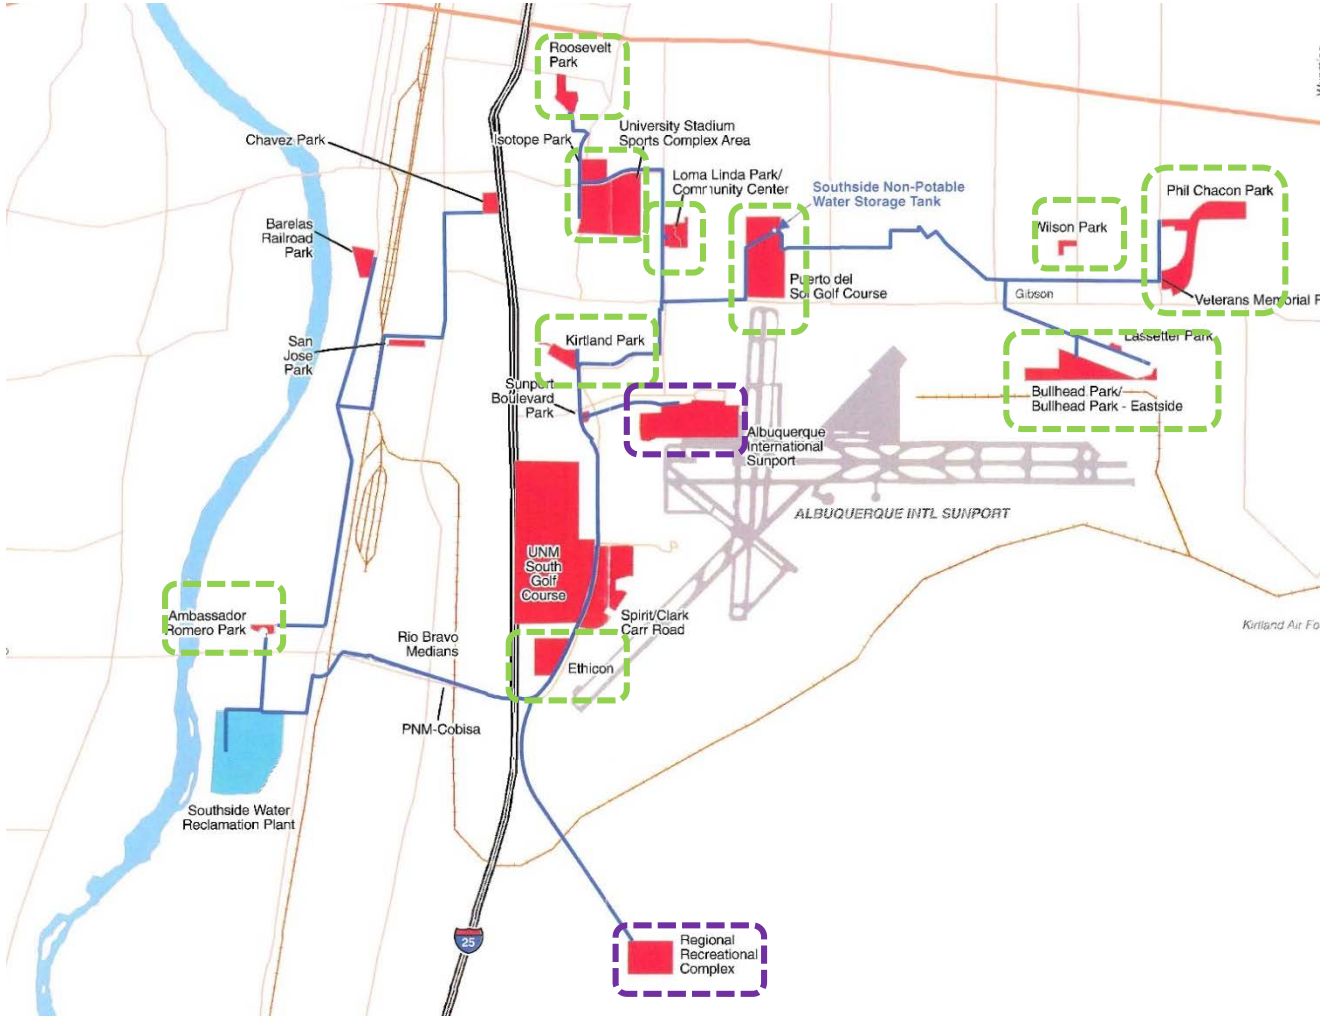 Roosevelt
Park
Chavez Park
Isotope Park
University Stadium
Sports Complex Area
Loma Linda Park/
Community Center
Southside Non-Potable
Water Storage Tank
Phil Chacon Park
Barelas
Railroad
Park
Wilson Park
Puerto del
Sol Golf Course
Gibson
Veterans Memorial P
San
Jose
Park
Kirtland Park
Lassetter Park
Sunport
Boulevard
Park
Bullhead Park/
Bullhead Park - Eastside
Albuquerque
International
Sunport
ALBUQUERQUE INTL SUNPORT
UNM
South
Golf
Course
Ambassador
Romero Park
Spirit/Clark
Carr Road
Kirtland Air Fo
Rio Bravo
Medians
Ethicon
PNM-Cobisa
Southside Water
Reclamation Plant
25
Regional
Recreational
Complex